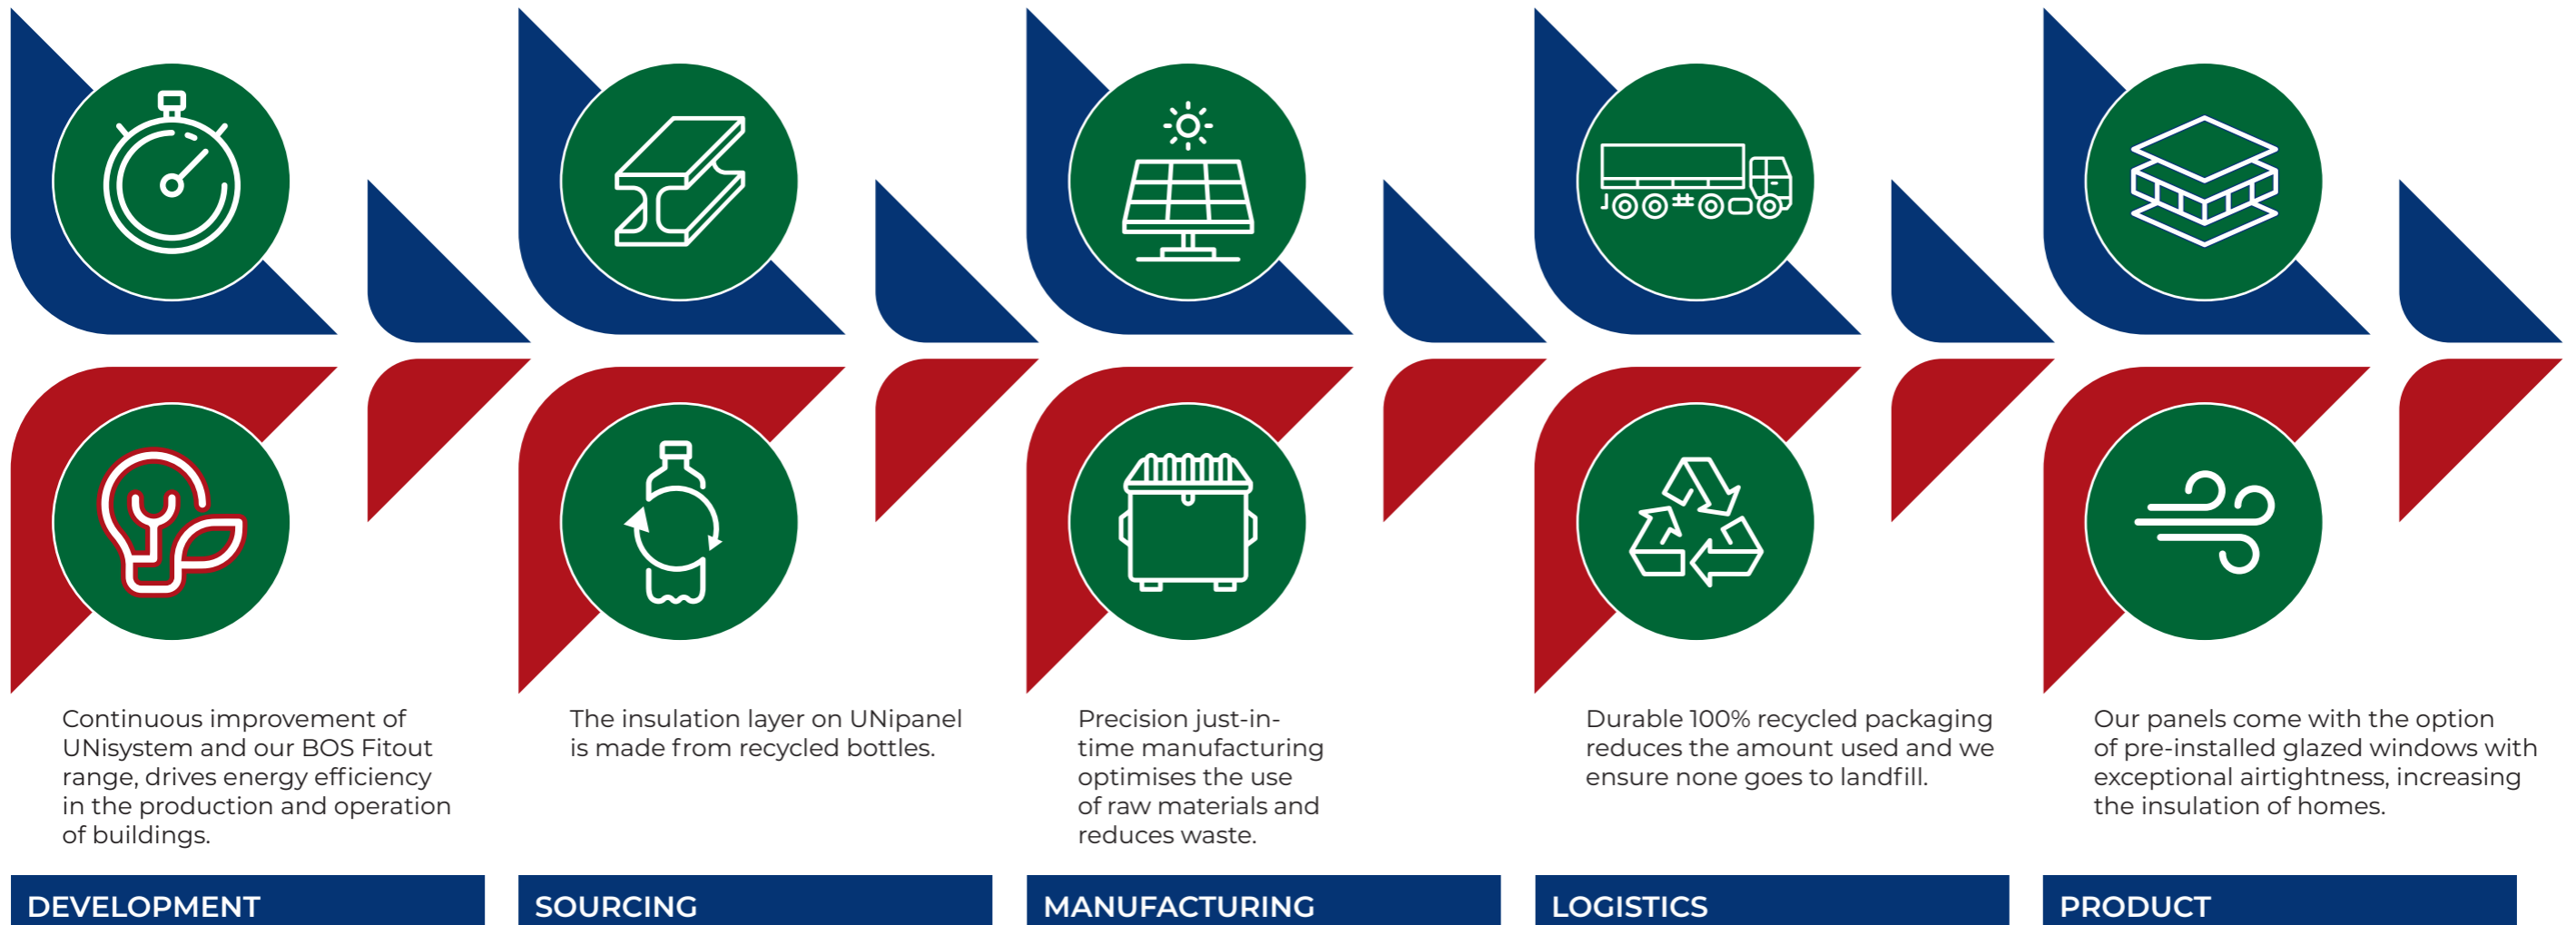 Continuous improvement of
UNisystem and our BOS Fitout
range, drives energy efficiency
in the production and operation
of buildings.
The insulation layer on UNipanel
is made from recycled bottles.
Precision just-in-
time manufacturing
optimises the use
of raw materials and
reduces waste.
Durable 100% recycled packaging
reduces the amount used and we
ensure none goes to landfill.
Our panels come with the option
of pre-installed glazed windows with
exceptional airtightness, increasing
the insulation of homes.
DEVELOPMENT
SOURCING
MANUFACTURING
LOGISTICS
PRODUCT